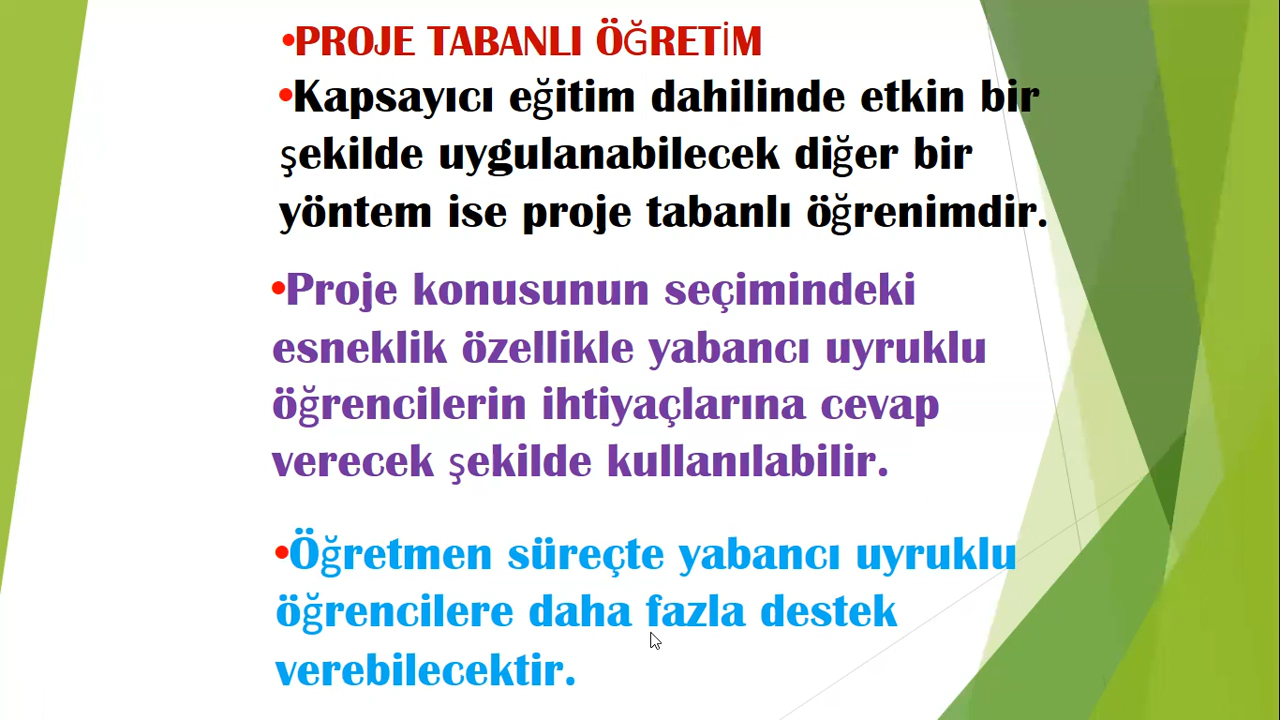 •PROJE TABANLI ÖĞRETİM
•Kapsayıcı eğitim dahilinde etkin bir
şekilde uygulanabilecek diğer bir
yöntem ise proje tabanlı öğrenimdir.
•Proje konusunun seçimindeki
esneklik özellikle yabancı uyruklu
öğrencilerin ihtiyaçlarına cevap
verecek şekilde kullanılabilir.
•Öğretmen süreçte yabancı uyruklu
öğrencilere daha fazla destek
verebilecektir.